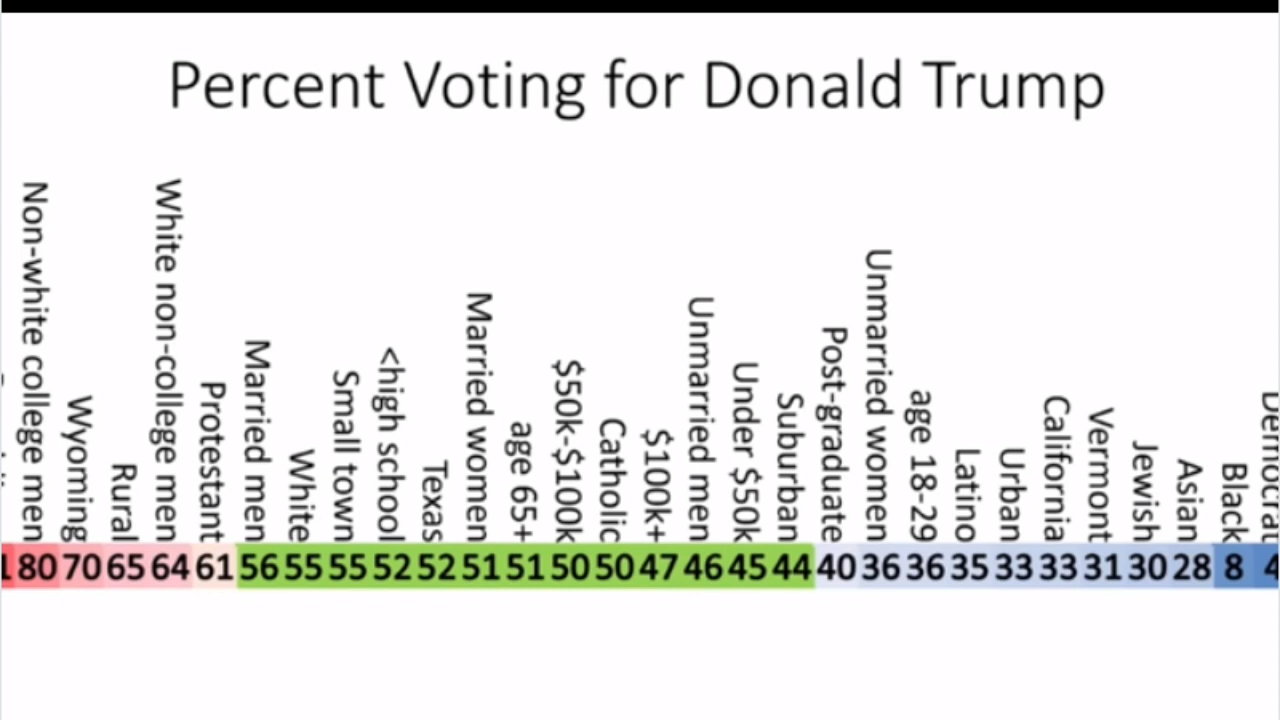 Percent Voting for Donald Trump
Non-white college men
Wyoming
Rural
White non-college men
Protestant
Married men
White
Small town
<high school
Texas
Married women
age 65+
$50k-$100k
Catholic
$100k+
Unmarried men
Under $50k
Suburban
Post-graduate
Unmarried women
age 18-29
Latino
Urban
California
Vermont
Jewish
Asian
Black
Democrat
1 80 70 65 64 61 56 55 55 52 52 51 51 50 50 47 46 45 44 40 36 36 35 33 33 31 30 28 8 4